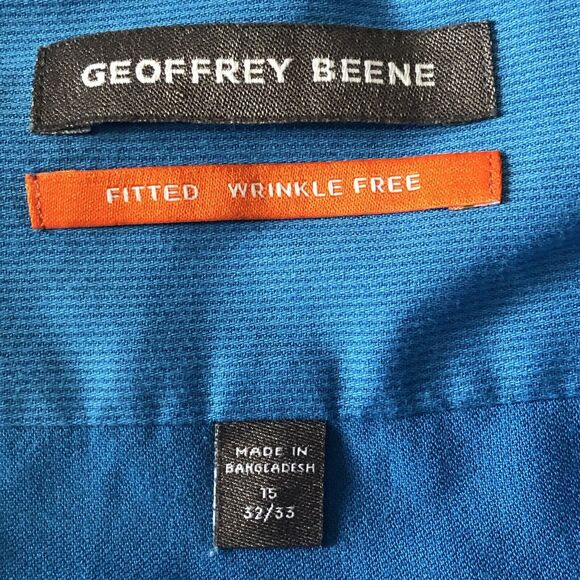 GEOFFREY BEENE
FITTED WRINKLE FREE
MADE IN
BANGLADESH
15
32/33